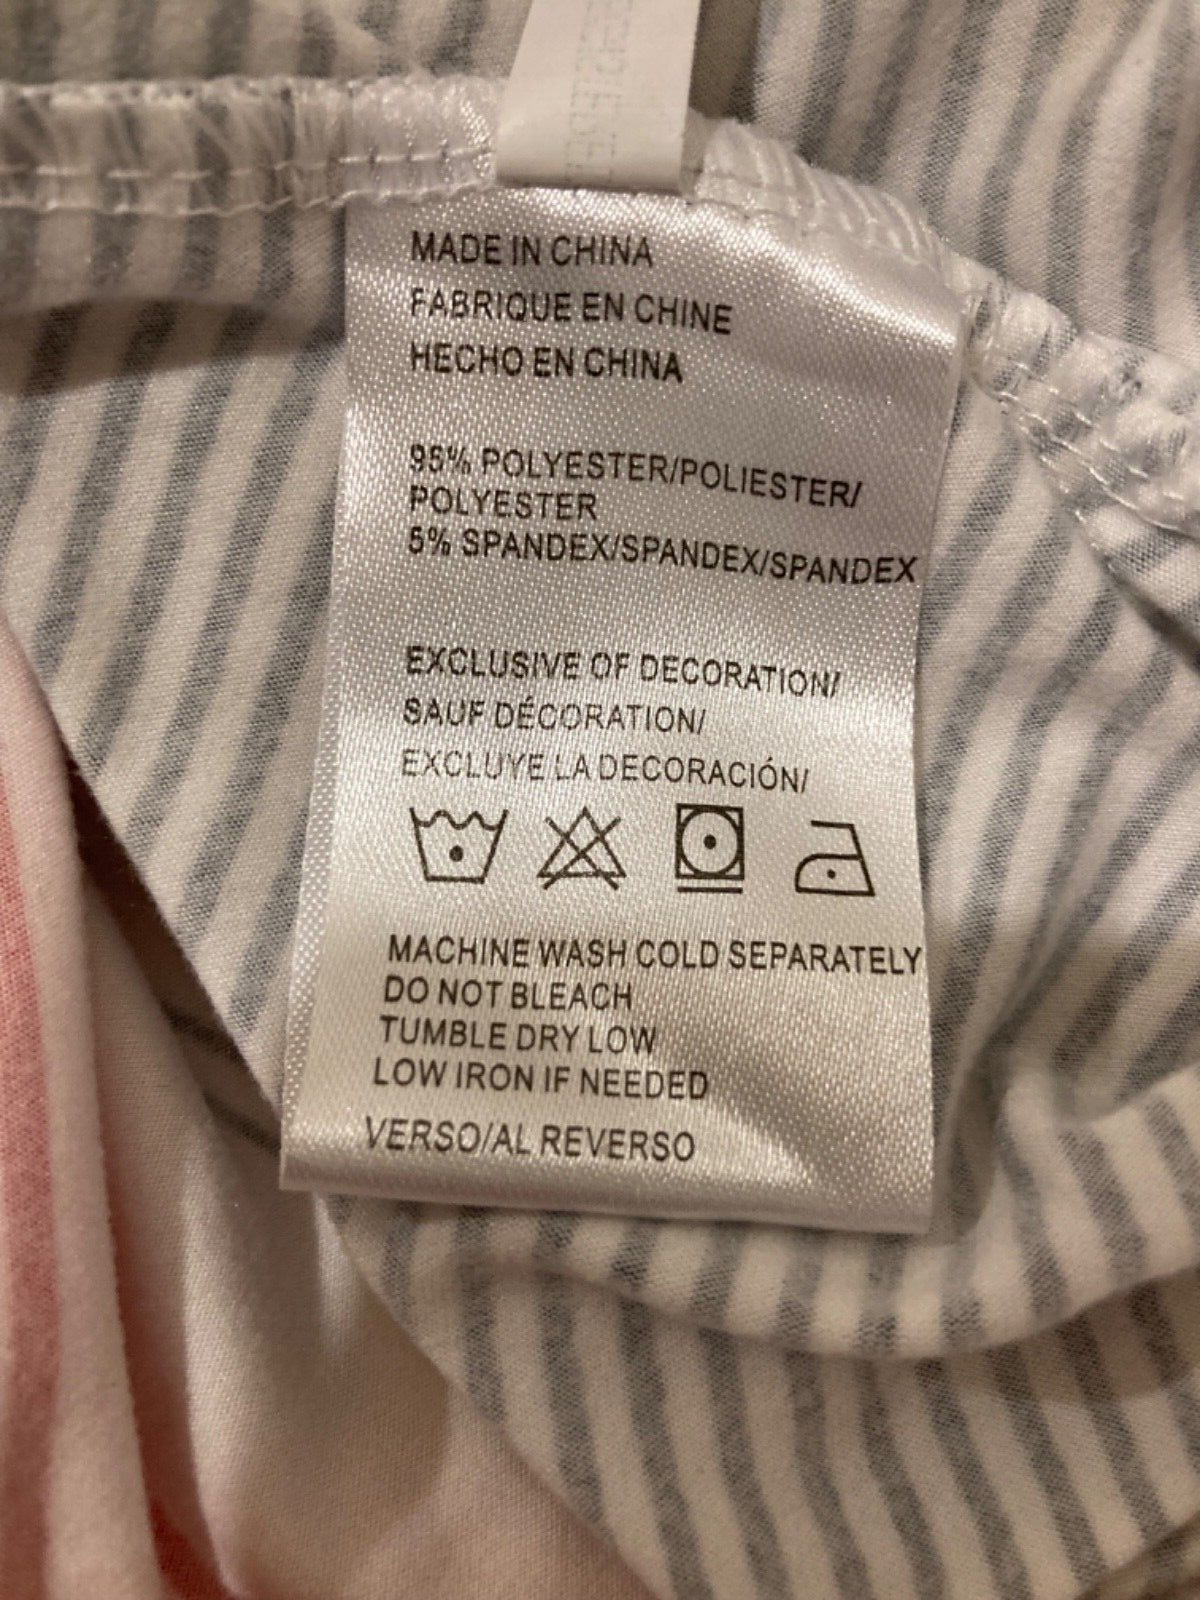 MADE IN CHINA
FABRIQUE EN CHINE
HECHO EN CHINA
95% POLYESTER/POLIESTER/
POLYESTER
5% SPANDEX/SPANDEX/SPANDEX
EXCLUSIVE OF DECORATION/
SAUF DÉCORATION/
EXCLUYE LA DECORACIÓN/
MACHINE WASH COLD SEPARATELY
DO NOT BLEACH
TUMBLE DRY LOW
LOW IRON IF NEEDED
VERSO/AL REVERSO